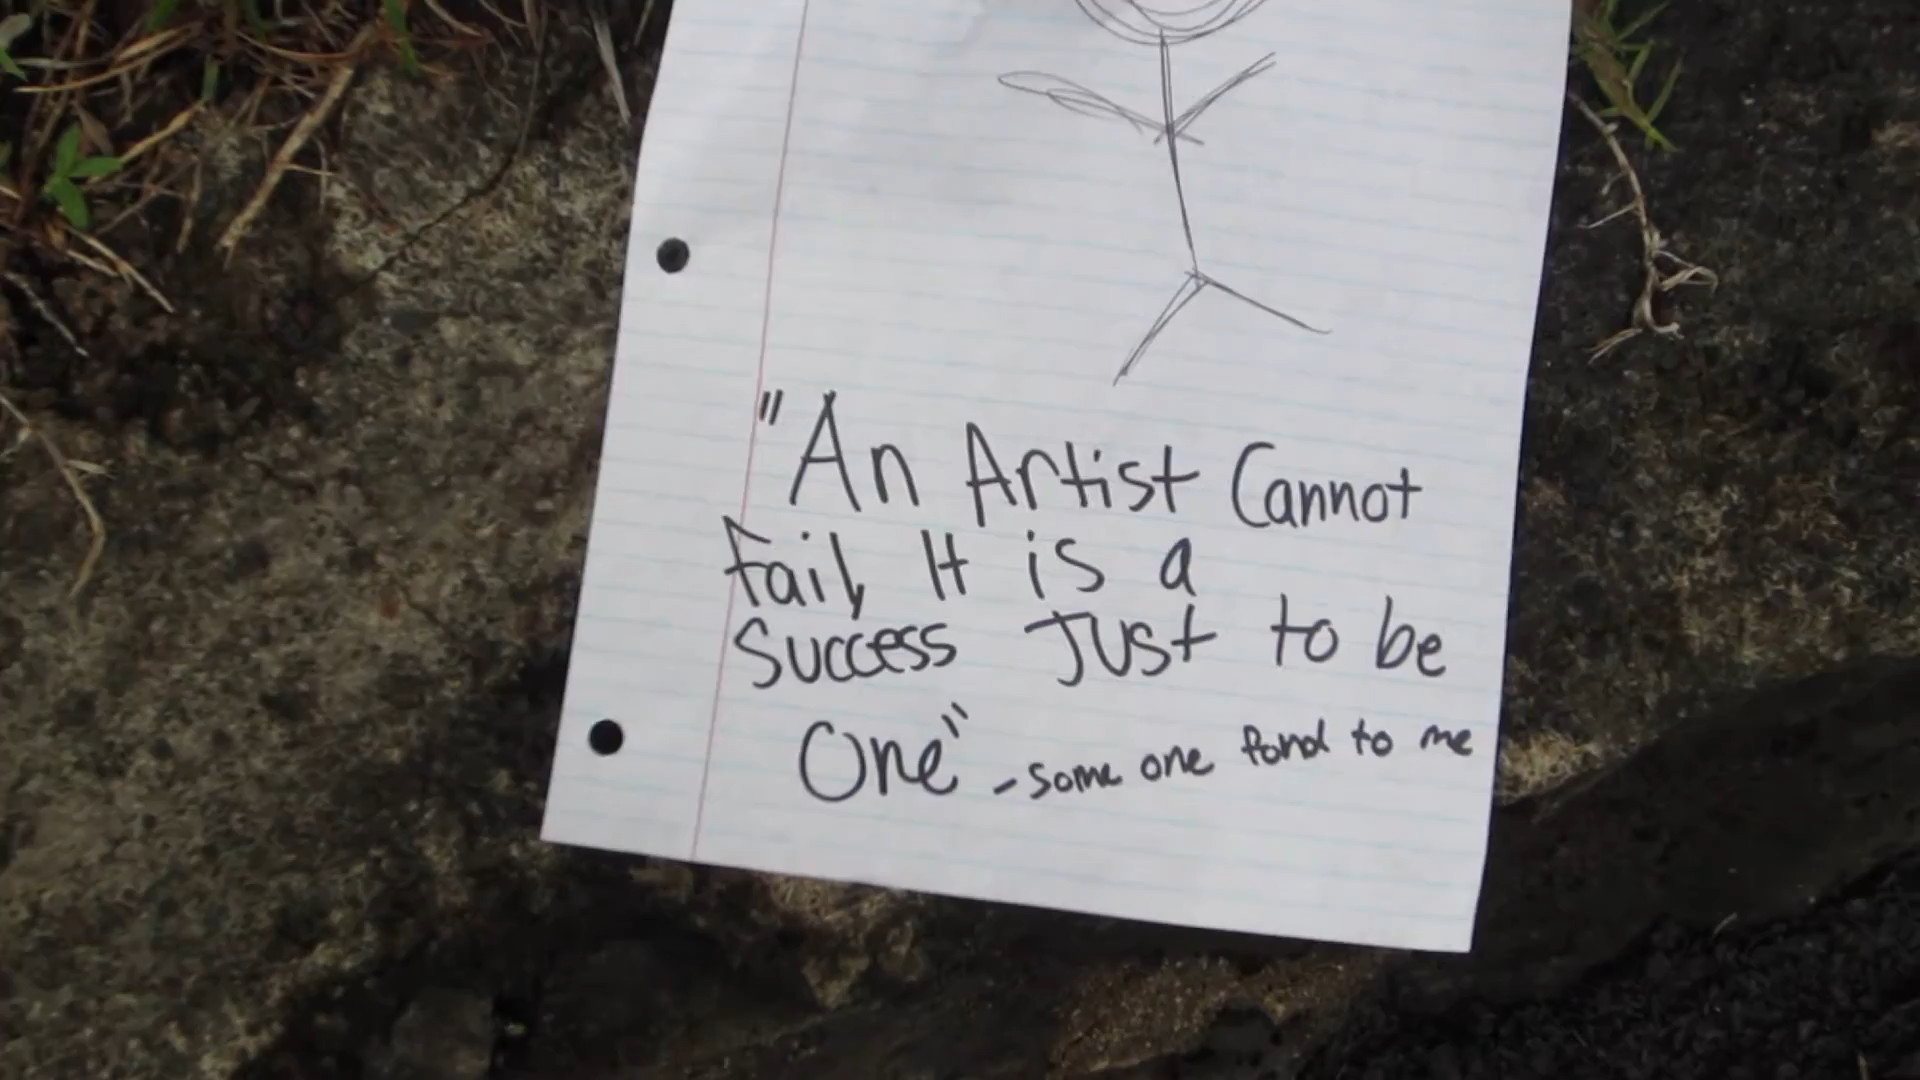 "An Artist Cannot
fail, It is a
Success Just to be
One" - some one fond to me